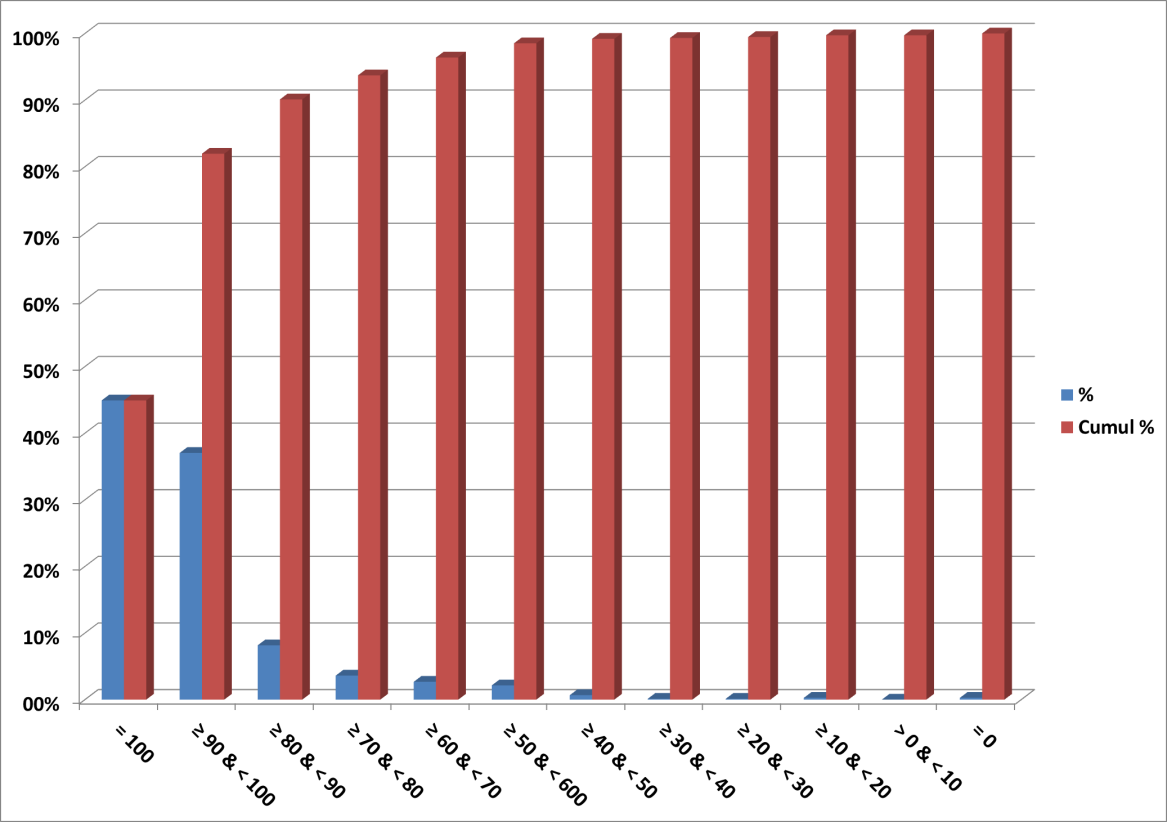 100%
90%
80%
70%
60%
50%
40%
30%
20%
10%
00%
= 100
≥ 90 & < 100
≥ 80 & < 90
≥ 70 & < 80
≥ 60 & < 70
≥ 50 & < 600
≥ 40 & < 50
≥ 30 & < 40
≥ 20 & < 30
≥ 10 & < 20
> 0 & < 10
= 0
%
Cumul %